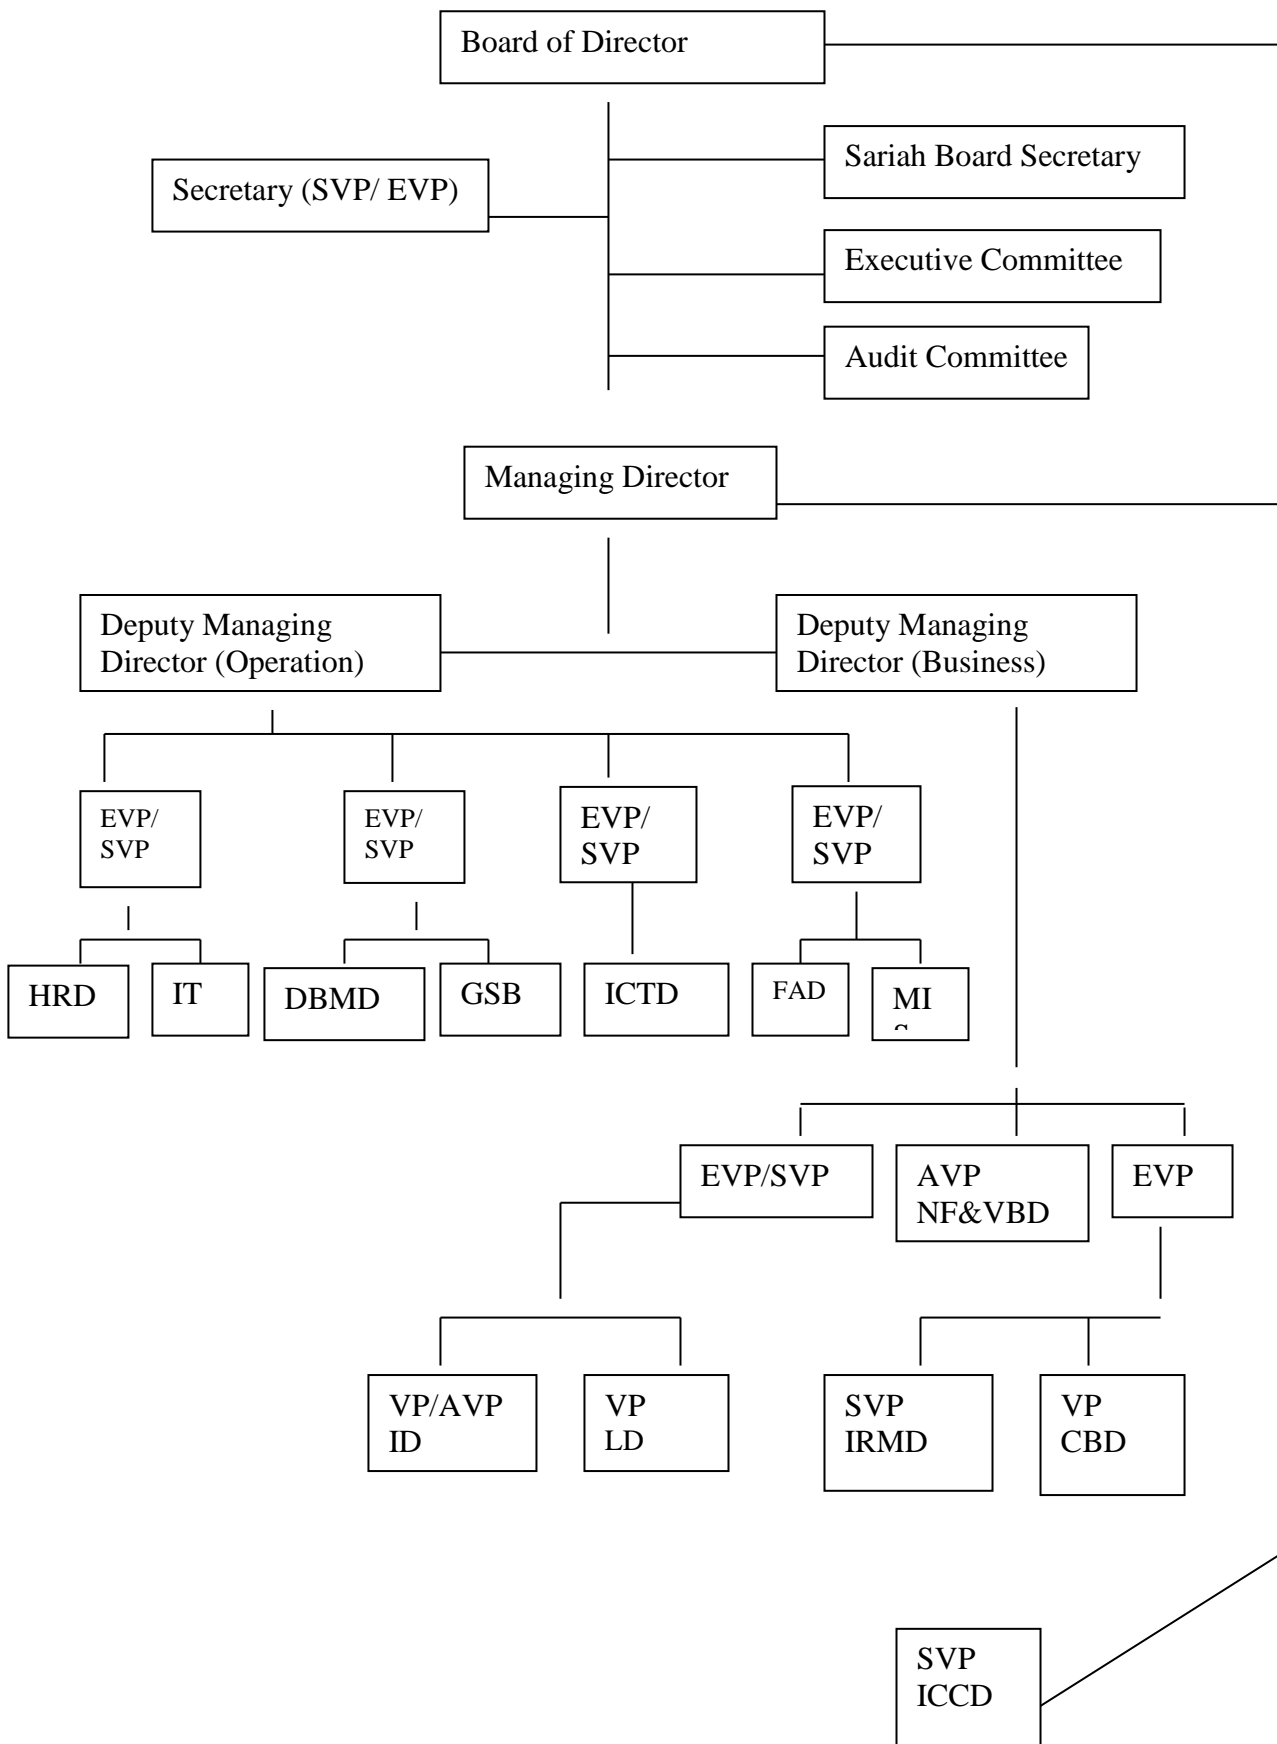 Board of Director
Sariah Board Secretary
Secretary (SVP/ EVP)
Executive Committee
Audit Committee
Managing Director
Deputy Managing
Director (Operation)
Deputy Managing
Director (Business)
EVP/
SVP
EVP/
SVP
EVP/
SVP
EVP/
SVP
HRD
IT
DBMD
GSB
ICTD
FAD
MI
S
EVP/SVP
AVP
NF&VBD
EVP
VP/AVP
ID
VP
LD
SVP
IRMD
VP
CBD
SVP
ICCD